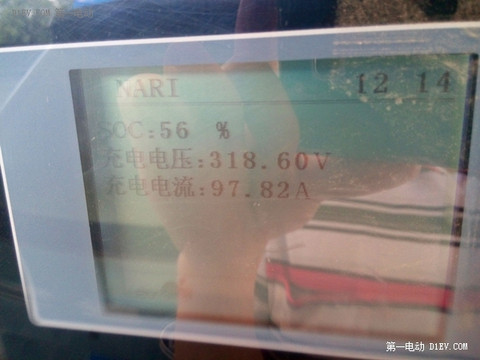 NARI 12 14
SOC:56 %
充电电压:318.60V
充电电流:97.82A
第一电动 D1EV.COM